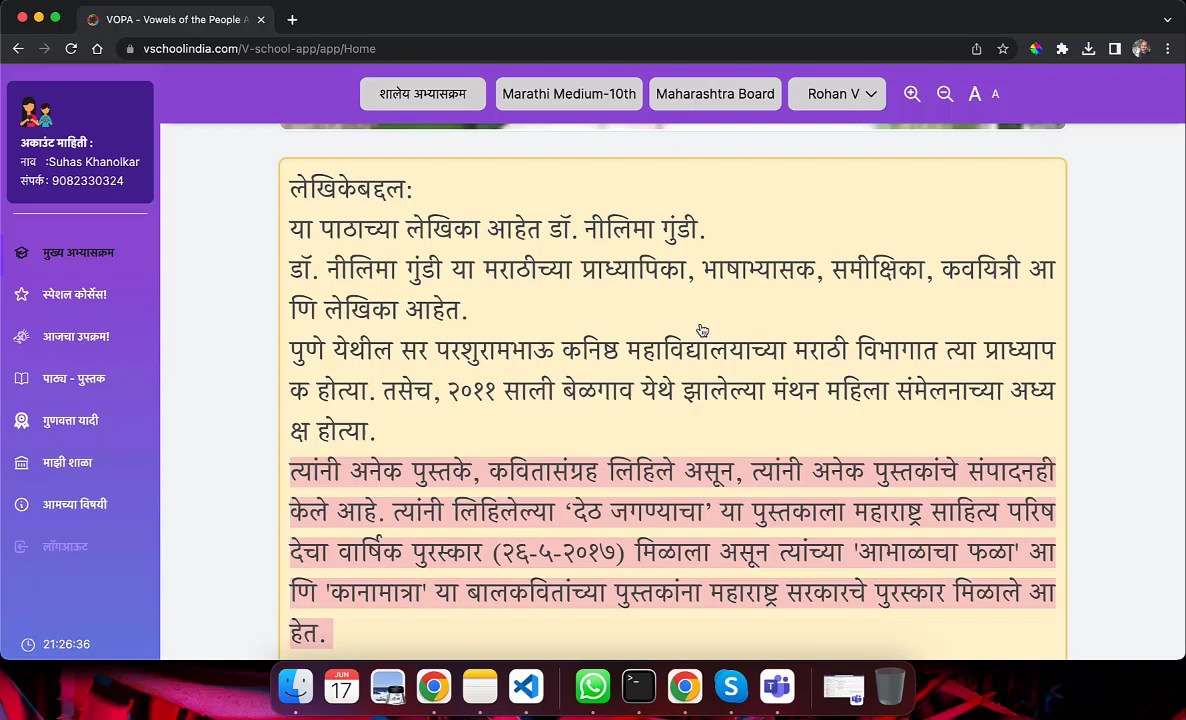 VOPA - Vowels of the People A
vschoolindia.com/V-school-app/app/Home
शालेय अभ्यासक्रम
Marathi Medium-10th
Maharashtra Board
Rohan V
A A
अकाउंट माहिती :
नाव :Suhas Khanolkar
संपर्क: 9082330324
मुख्य अभ्यासक्रम
स्पेशल कोर्सेस!
आजचा उपक्रम!
पाठ्य - पुस्तक
गुणवत्ता यादी
माझी शाळा
आमच्या विषयी
लॉगआऊट
21:26:36
लेखिकेबद्दल:
या पाठाच्या लेखिका आहेत डॉ. नीलिमा गुंडी.
डॉ. नीलिमा गुंडी या मराठीच्या प्राध्यापिका, भाषाभ्यासक, समीक्षिका, कवयित्री आ
णि लेखिका आहेत.
पुणे येथील सर परशुरामभाऊ कनिष्ठ महाविद्यालयाच्या मराठी विभागात त्या प्राध्याप
क होत्या. तसेच, २०११ साली बेळगाव येथे झालेल्या मंथन महिला संमेलनाच्या अध्य
क्ष होत्या.
त्यांनी अनेक पुस्तके, कवितासंग्रह लिहिले असून, त्यांनी अनेक पुस्तकांचे संपादनही
केले आहे. त्यांनी लिहिलेल्या ‘देठ जगण्याचा’ या पुस्तकाला महाराष्ट्र साहित्य परिष
देचा वार्षिक पुरस्कार (२६-५-२०१७) मिळाला असून त्यांच्या 'आभाळाचा फळा' आ
णि 'कानामात्रा' या बालकवितांच्या पुस्तकांना महाराष्ट्र सरकारचे पुरस्कार मिळाले आ
हेत.
JUN
17